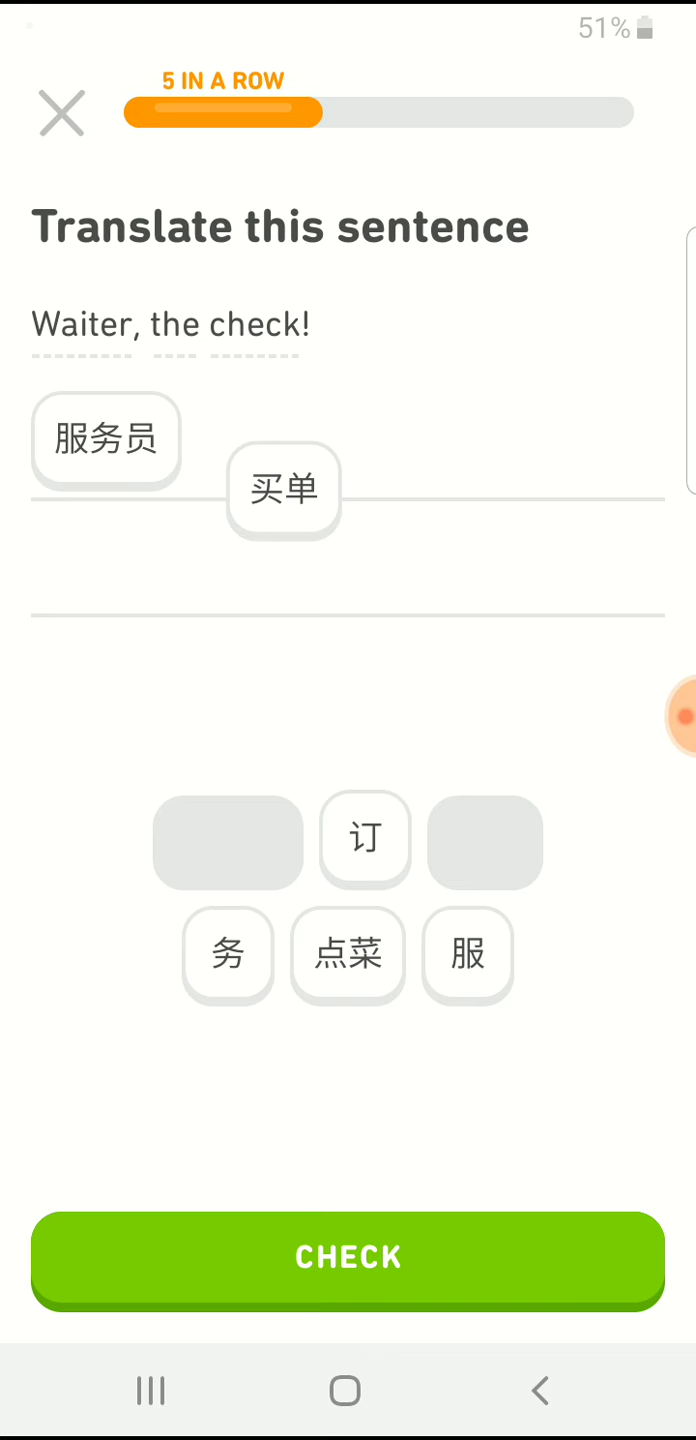 51%
5 IN A ROW
Translate this sentence
Waiter, the check!
服务员
买单
订
务 点菜 服
CHECK